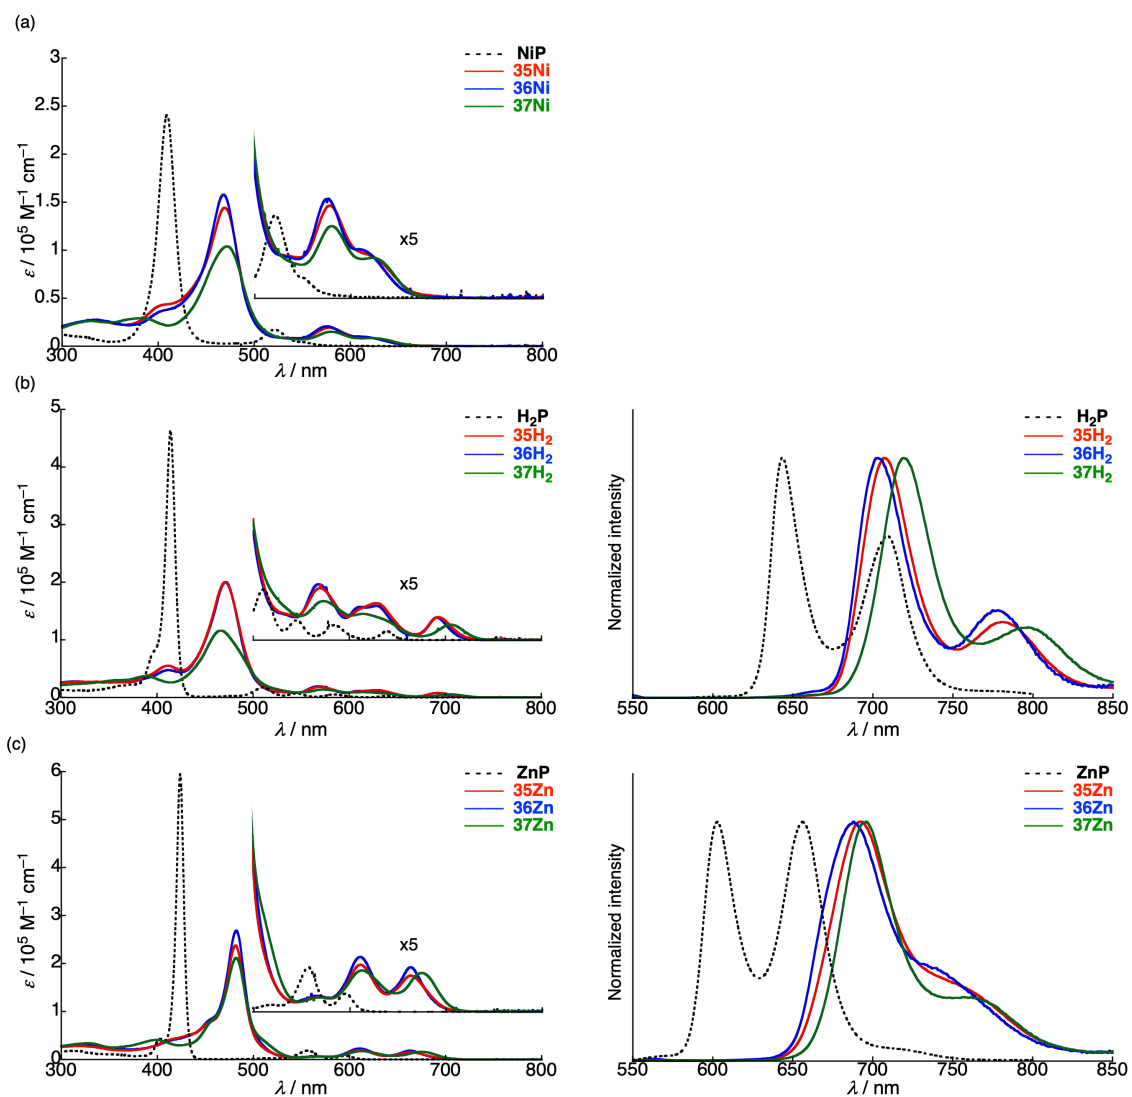 (a)
3
2.5
2
1.5
1
0.5
0
ε / 10⁵ M⁻¹ cm⁻¹
NiP
35Ni
36Ni
37Ni
x5
300 400 500 600 700 800
λ / nm
(b)
5
4
3
2
1
0
ε / 10⁵ M⁻¹ cm⁻¹
H₂P
35H₂
36H₂
37H₂
x5
300 400 500 600 700 800
λ / nm
Normalized intensity
H₂P
35H₂
36H₂
37H₂
550 600 650 700 750 800 850
λ / nm
(c)
6
5
4
3
2
1
0
ε / 10⁵ M⁻¹ cm⁻¹
ZnP
35Zn
36Zn
37Zn
x5
300 400 500 600 700 800
λ / nm
Normalized intensity
ZnP
35Zn
36Zn
37Zn
550 600 650 700 750 800 850
λ / nm